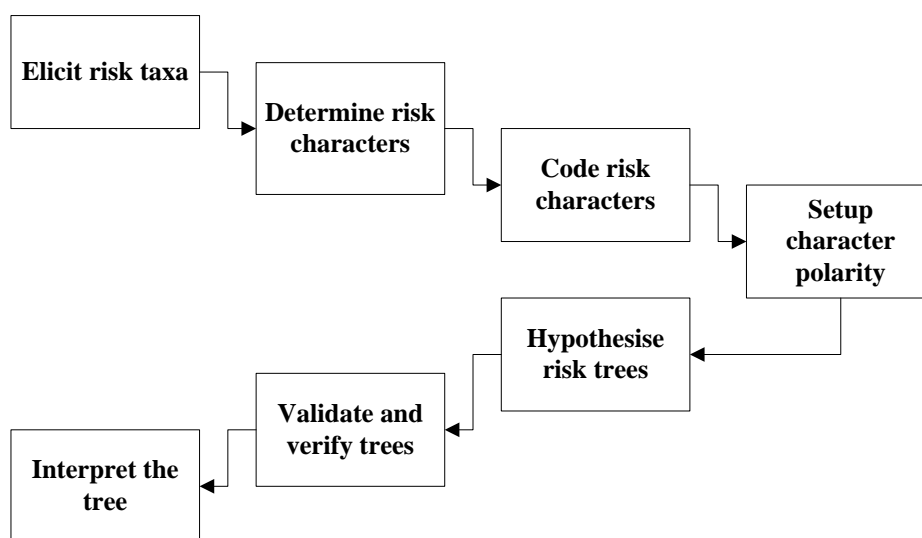 Elicit risk taxa
Determine risk
characters
Code risk
characters
Setup
character
polarity
Hypothesise
risk trees
Validate and
verify trees
Interpret the
tree